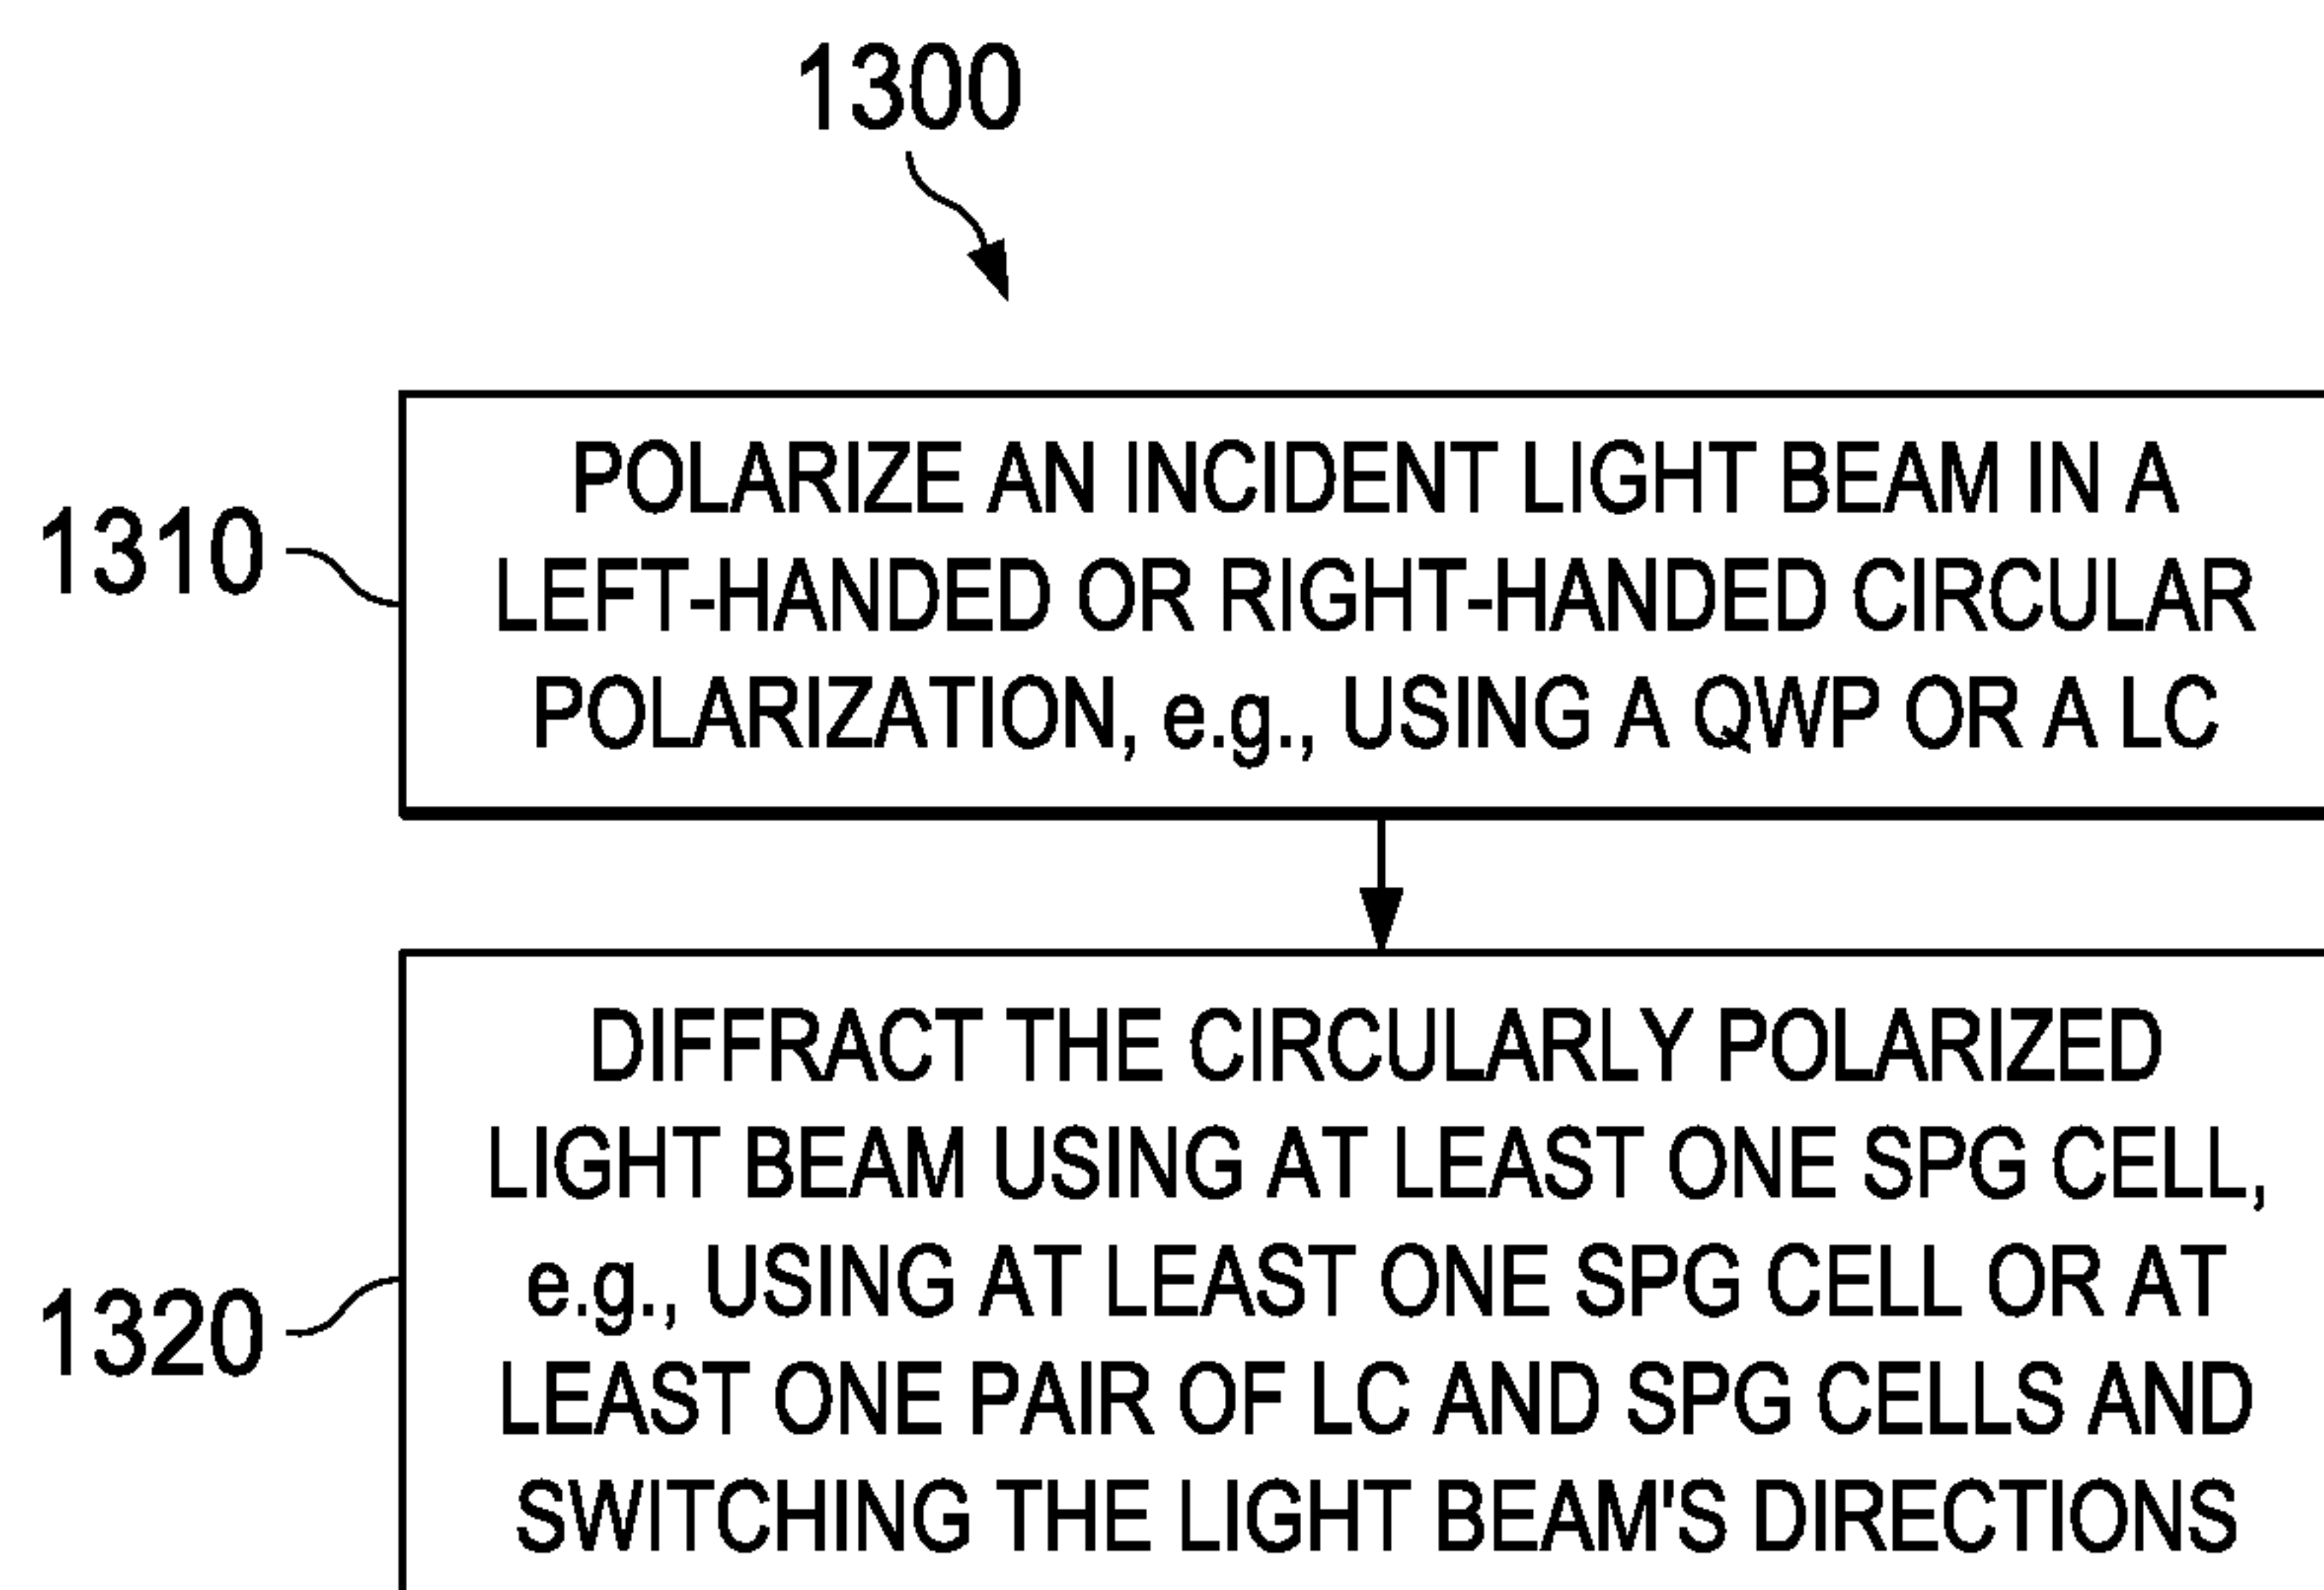 1300
1310
POLARIZE AN INCIDENT LIGHT BEAM IN A
LEFT-HANDED OR RIGHT-HANDED CIRCULAR
POLARIZATION, e.g., USING A QWP OR A LC
1320
DIFFRACT THE CIRCULARLY POLARIZED
LIGHT BEAM USING AT LEAST ONE SPG CELL,
e.g., USING AT LEAST ONE SPG CELL OR AT
LEAST ONE PAIR OF LC AND SPG CELLS AND
SWITCHING THE LIGHT BEAM'S DIRECTIONS